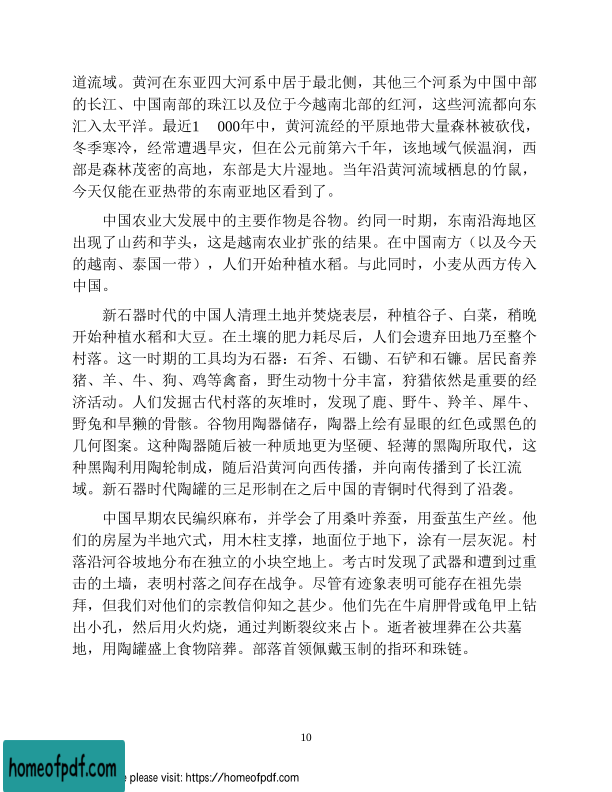 道流域。黄河在东亚四大河系中居于最北侧，其他三个河系为中国中部
的长江、中国南部的珠江以及位于今越南北部的红河，这些河流都向东
汇入太平洋。最近1 000年中，黄河流经的平原地带大量森林被砍伐，
冬季寒冷，经常遭遇旱灾，但在公元前第六千年，该地域气候温润，西
部是森林茂密的高地，东部是大片湿地。当年沿黄河流域栖息的竹鼠，
今天仅能在亚热带的东南亚地区看到了。
中国农业大发展中的主要作物是谷物。约同一时期，东南沿海地区
出现了山药和芋头，这是越南农业扩张的结果。在中国南方（以及今天
的越南、泰国一带），人们开始种植水稻。与此同时，小麦从西方传入
中国。
新石器时代的中国人清理土地并焚烧表层，种植谷子、白菜，稍晚
开始种植水稻和大豆。在土壤的肥力耗尽后，人们会遗弃田地乃至整个
村落。这一时期的工具均为石器：石斧、石锄、石铲和石镰。居民畜养
猪、羊、牛、狗、鸡等禽畜，野生动物十分丰富，狩猎依然是重要的经
济活动。人们发掘古代村落的灰堆时，发现了鹿、野牛、羚羊、犀牛、
野兔和旱獭的骨骸。谷物用陶器储存，陶器上绘有显眼的红色或黑色的
几何图案。这种陶器随后被一种质地更为坚硬、轻薄的黑陶所取代，这
种黑陶利用陶轮制成，随后沿黄河向西传播，并向南传播到了长江流
域。新石器时代陶罐的三足形制在之后中国的青铜时代得到了沿袭。
中国早期农民编织麻布，并学会了用桑叶养蚕，用蚕茧生产丝。他
们的房屋为半地穴式，用木柱支撑，地面位于地下，涂有一层灰泥。村
落沿河谷坡地分布在独立的小块空地上。考古时发现了武器和遭到过重
击的土墙，表明村落之间存在战争。尽管有迹象表明可能存在祖先崇
拜，但我们对他们的宗教信仰知之甚少。他们先在牛肩胛骨或龟甲上钻
出小孔，然后用火灼烧，通过判断裂纹来占卜。逝者被埋葬在公共墓
地，用陶罐盛上食物陪葬。部落首领佩戴玉制的指环和珠链。
10
homeofpdf.com
please visit: https://homeofpdf.com